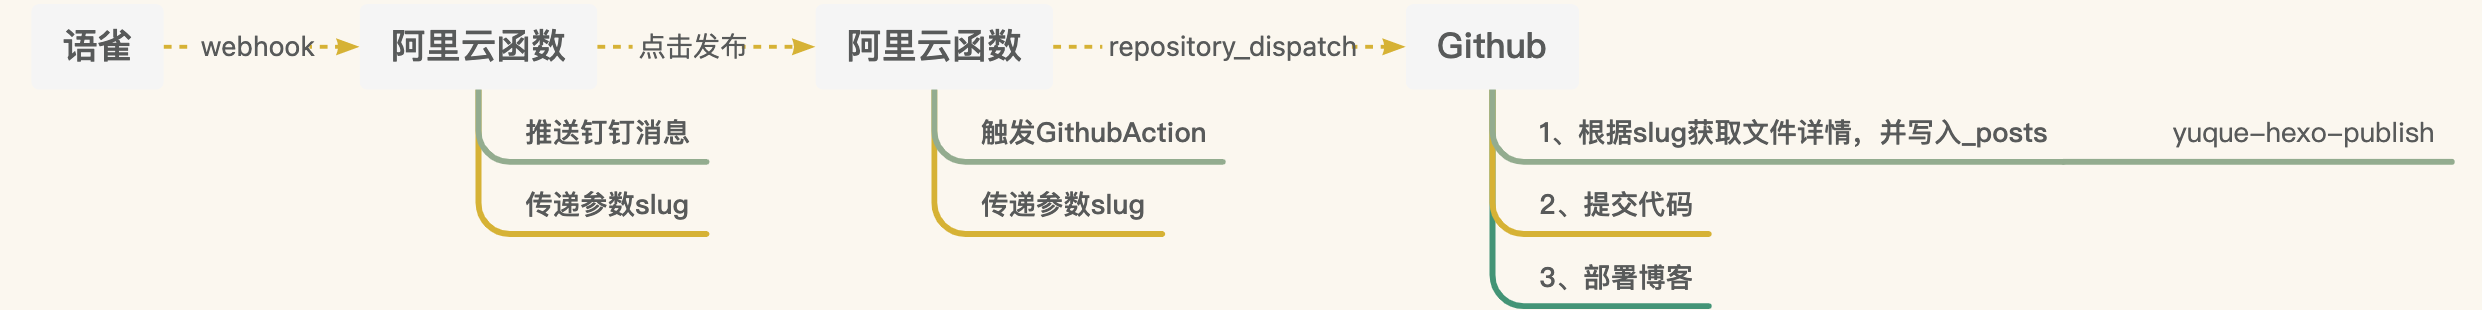 语雀 webhook 阿里云函数 点击发布 阿里云函数 repository_dispatch Github
推送钉钉消息 触发GithubAction 1、根据slug获取文件详情，并写入_posts yuque-hexo-publish
传递参数slug 传递参数slug 2、提交代码
3、部署博客